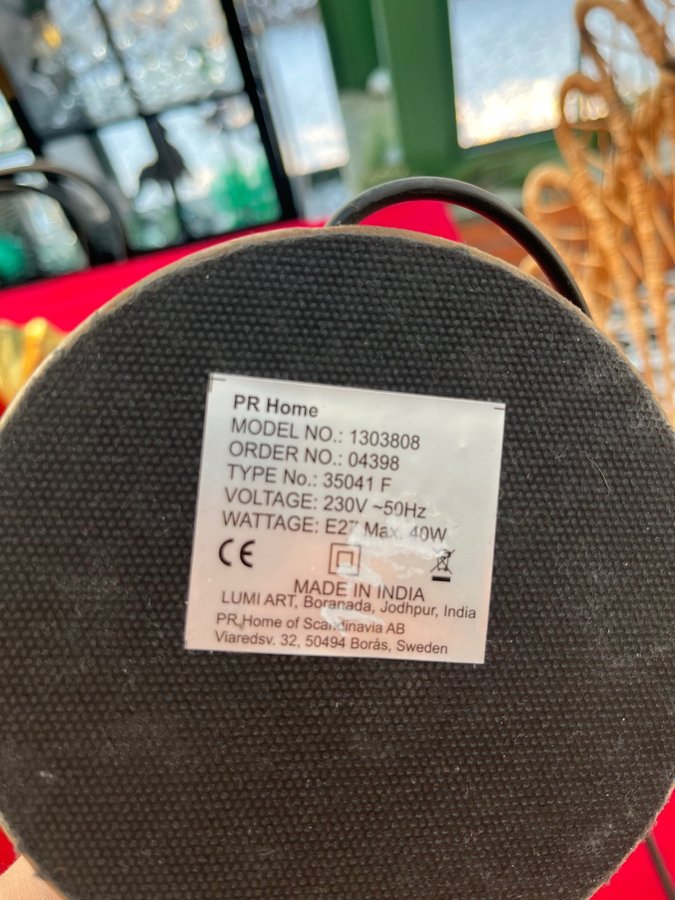 PR Home
MODEL NO.: 1303808
ORDER NO.: 04398
TYPE No.: 35041 F
VOLTAGE: 230V ~50Hz
WATTAGE: E27 Max. 40W
CE
MADE IN INDIA
LUMI ART, Boranada, Jodhpur, India
PR Home of Scandinavia AB
Viaredsv. 32, 50494 Borås, Sweden